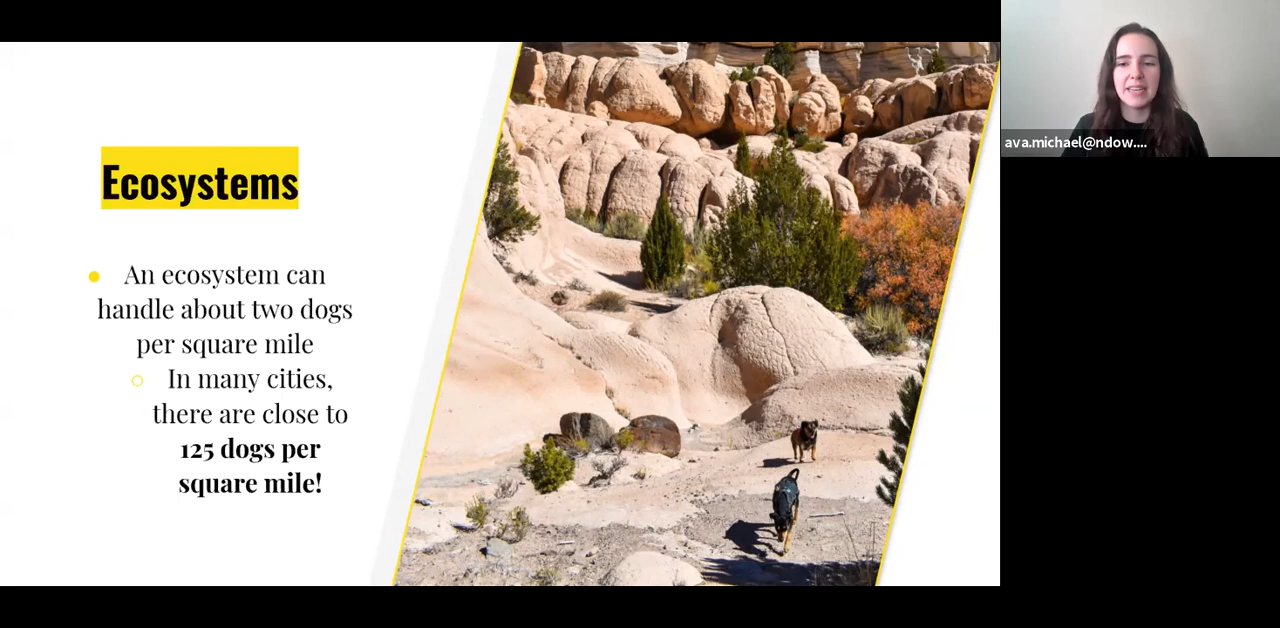 Ecosystems
An ecosystem can
handle about two dogs
per square mile
In many cities,
there are close to
125 dogs per
square mile!
ava.michael@ndow....